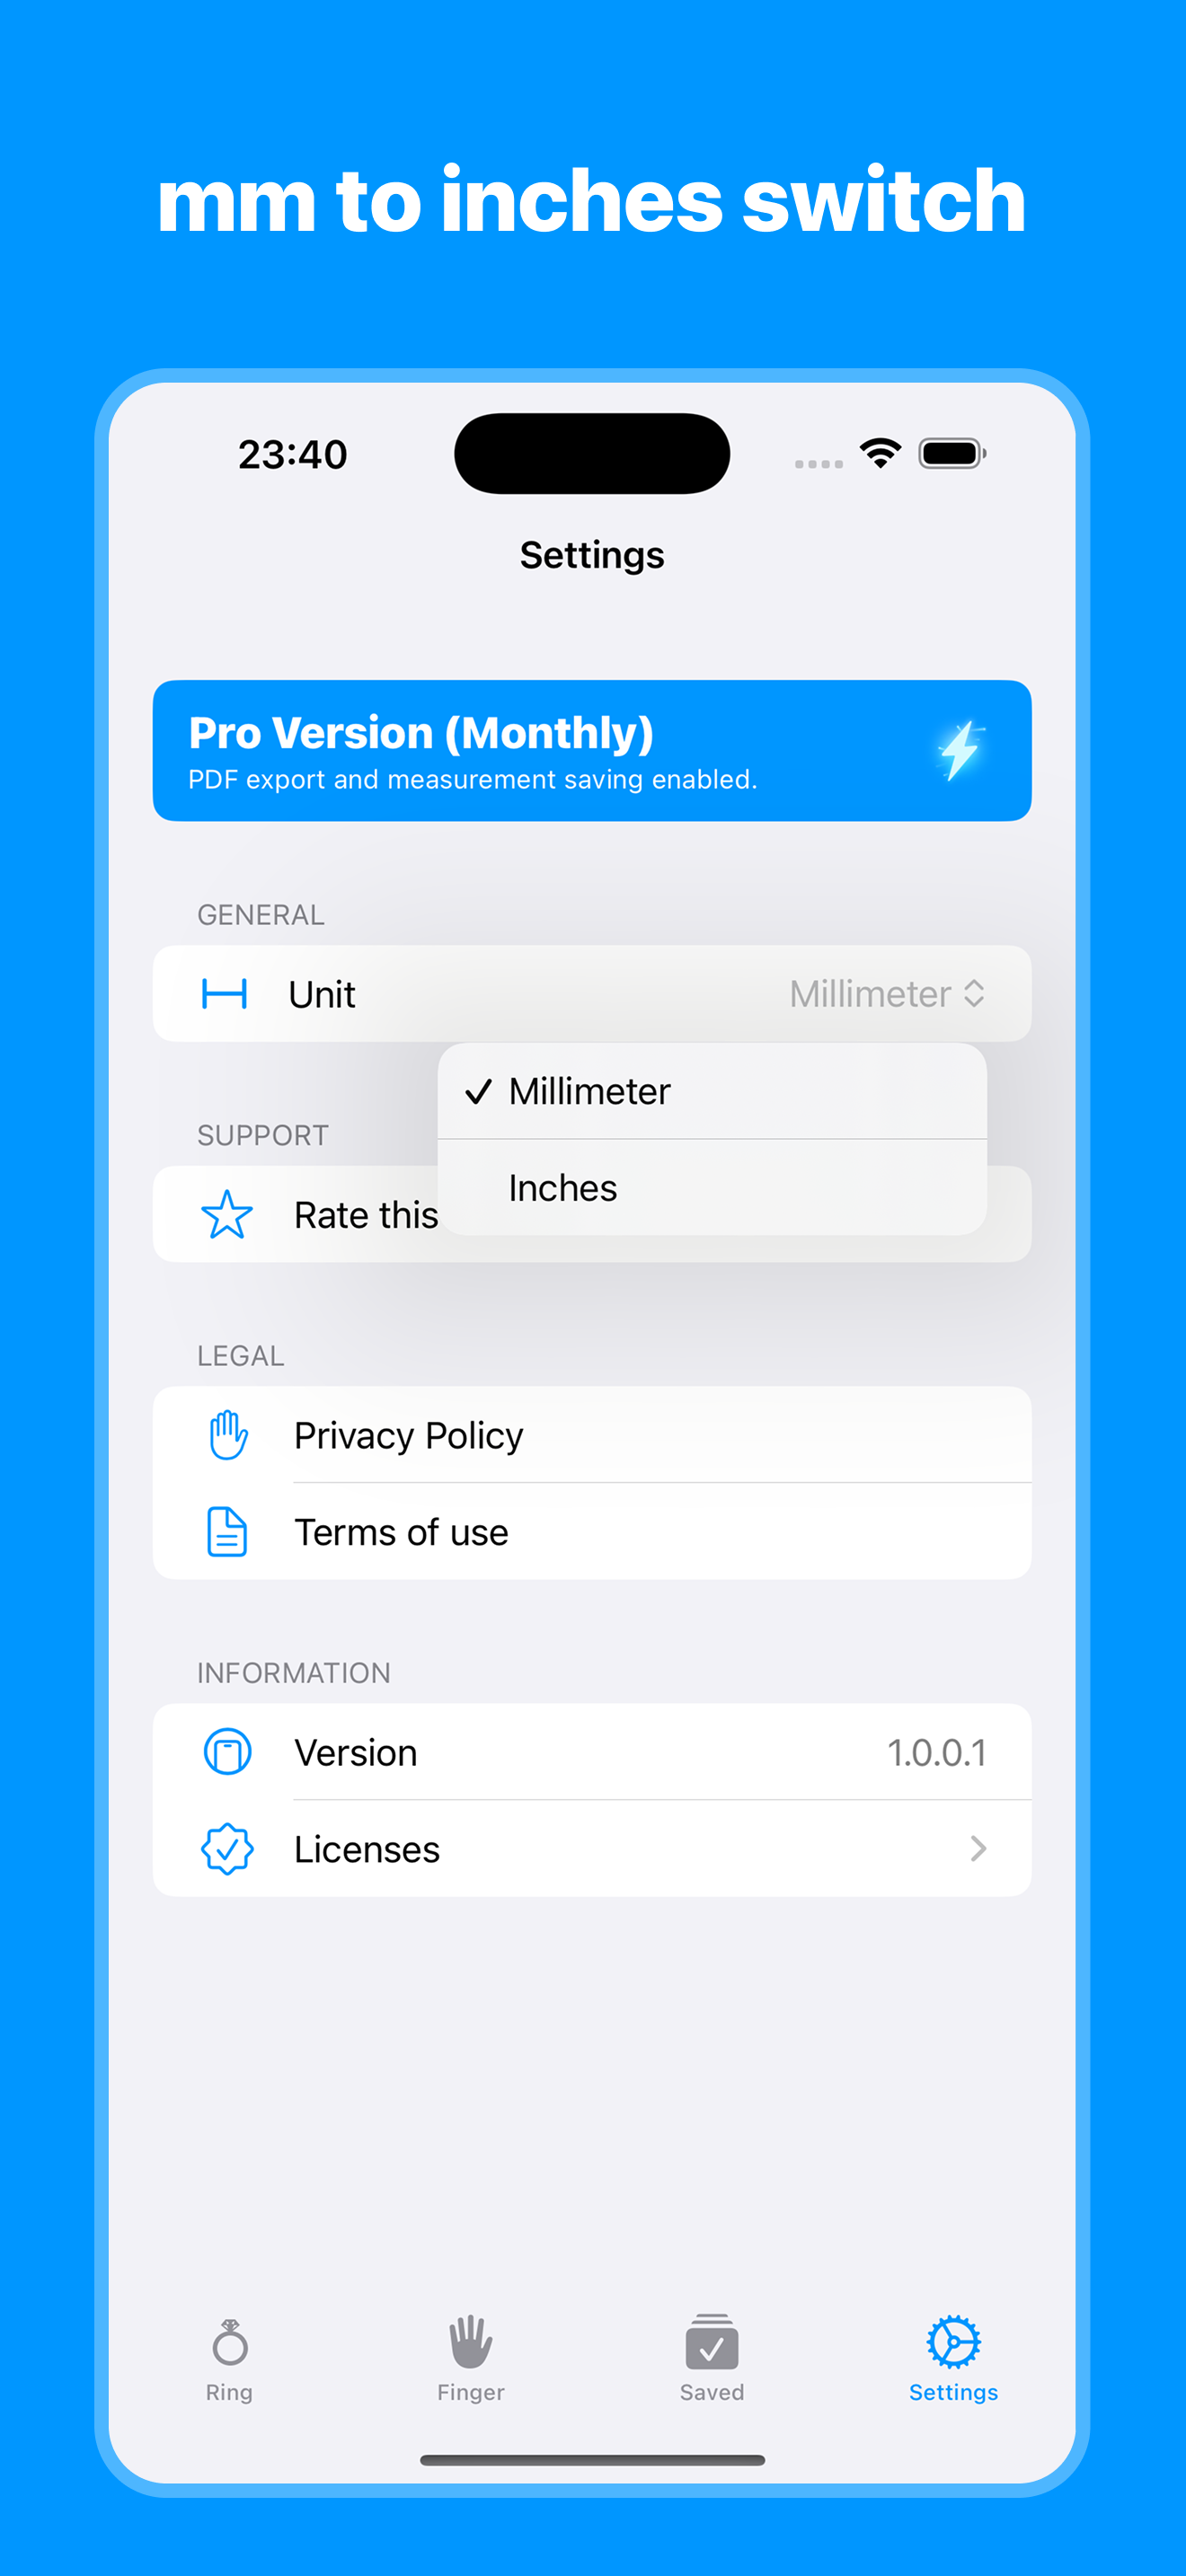 mm to inches switch
23:40
Settings
Pro Version (Monthly)
PDF export and measurement saving enabled.
GENERAL
Unit Millimeter
Millimeter
Inches
SUPPORT
Rate this
LEGAL
Privacy Policy
Terms of use
INFORMATION
Version 1.0.0.1
Licenses
Ring Finger Saved Settings